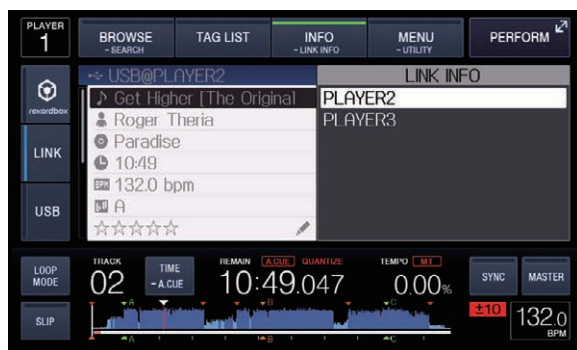 PLAYER
1
BROWSE
- SEARCH
TAG LIST
INFO
- LINK INFO
MENU
- UTILITY
PERFORM
rekordbox
LINK
USB
USB@PLAYER2
Get Higher [The Original]
Roger Theria
Paradise
10:49
BPM 132.0 bpm
A
LINK INFO
PLAYER2
PLAYER3
LOOP
MODE
SLIP
TRACK
02
TIME
- A.CUE
REMAIN A.CUE QUANTIZE
10:49.047
TEMPO MT
0.00%
SYNC
MASTER
A B C
±10
132.0
BPM
A B C